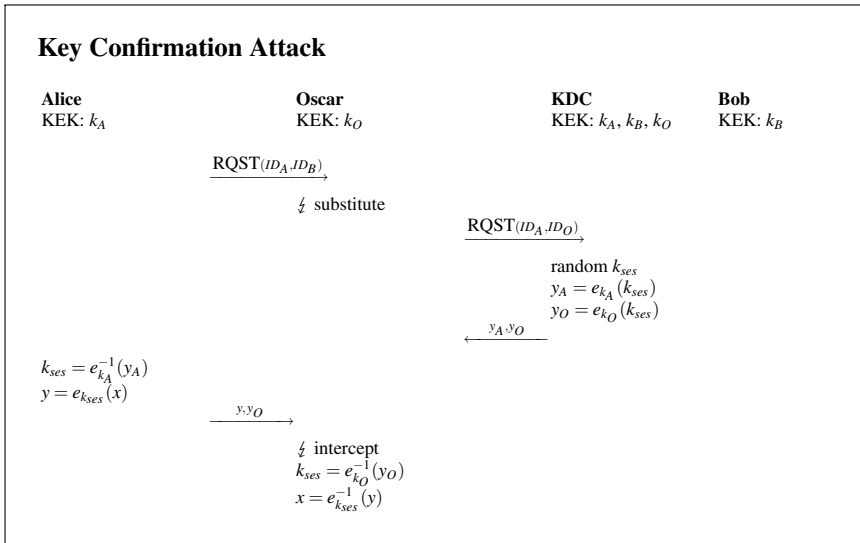 Key Confirmation Attack
Alice Oscar KDC Bob
KEK: k_A KEK: k_O KEK: k_A, k_B, k_O KEK: k_B
RQST(ID_A,ID_B)
↯ substitute
RQST(ID_A,ID_O)
random k_ses
y_A = e_{k_A}(k_ses)
y_O = e_{k_O}(k_ses)
y_A,y_O
k_ses = e^{-1}_{k_A}(y_A)
y = e_{k_ses}(x)
y,y_O
↯ intercept
k_ses = e^{-1}_{k_O}(y_O)
x = e^{-1}_{k_ses}(y)